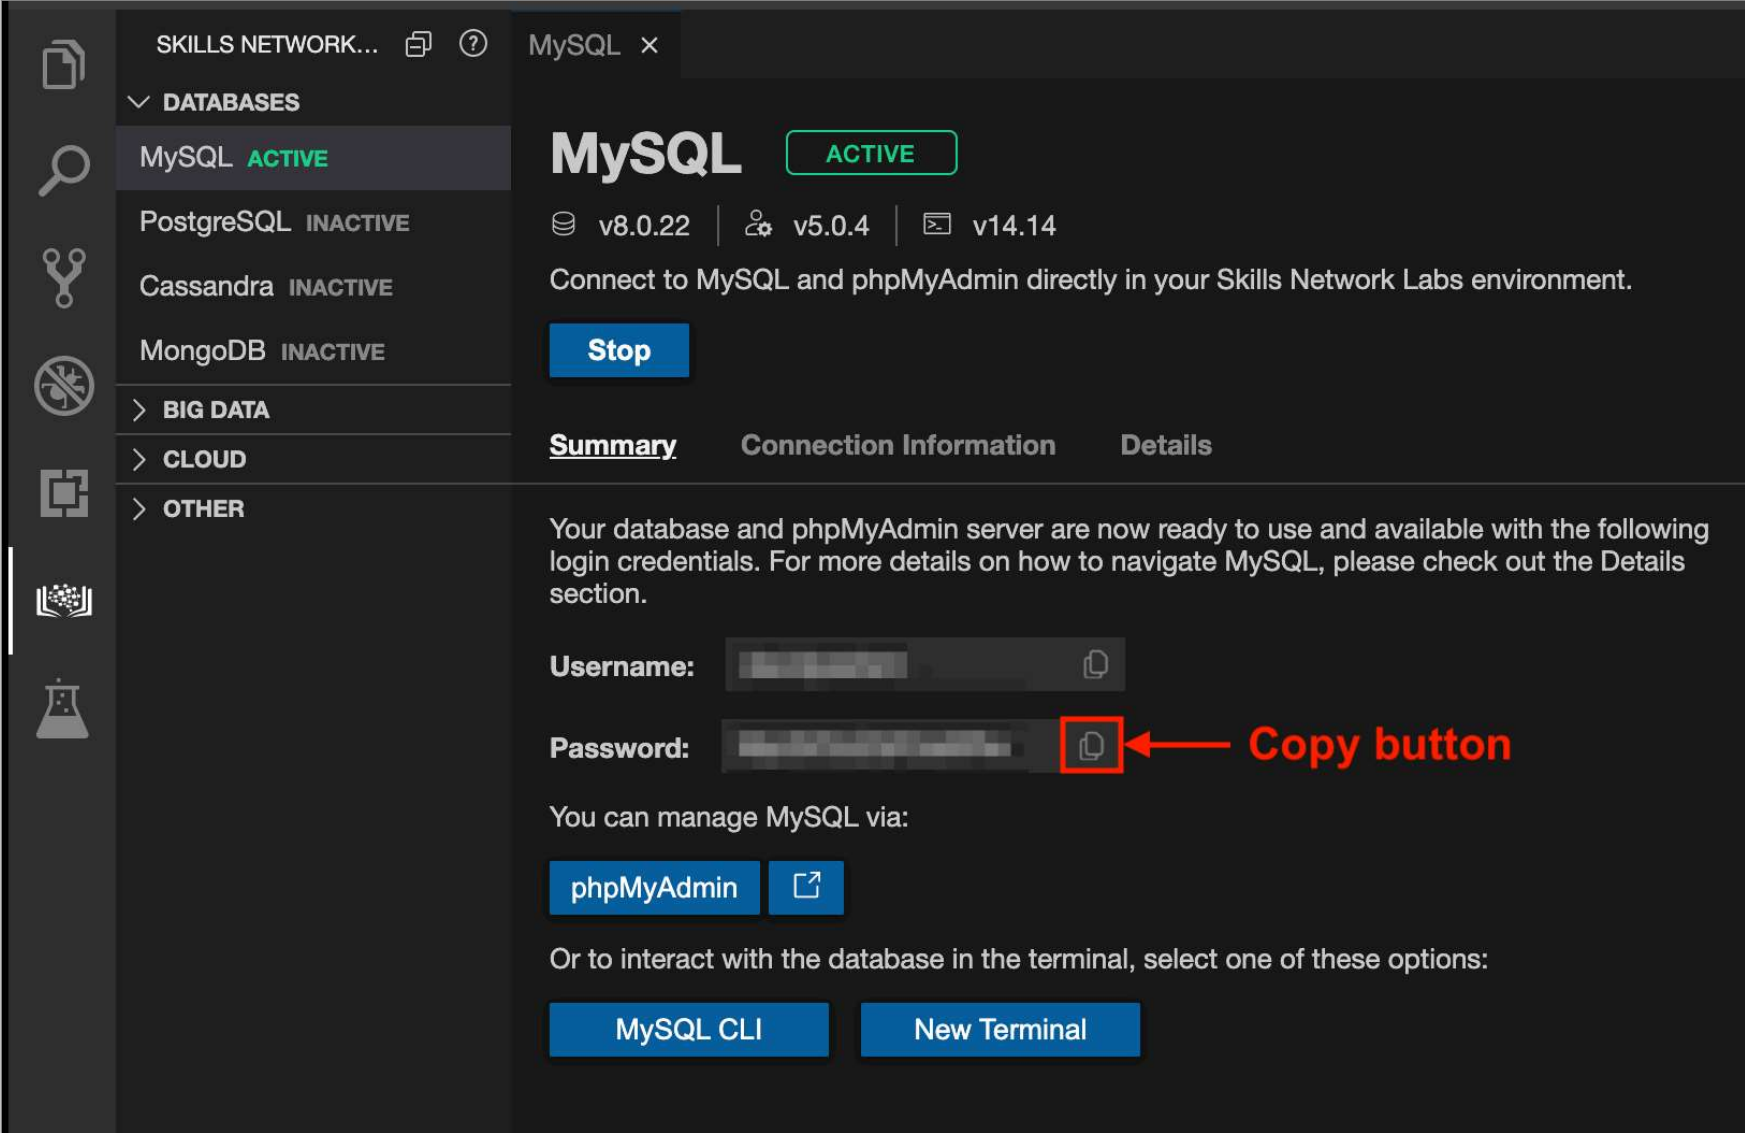 SKILLS NETWORK...
DATABASES
MySQL ACTIVE
PostgreSQL INACTIVE
Cassandra INACTIVE
MongoDB INACTIVE
BIG DATA
CLOUD
OTHER
MySQL
MySQL ACTIVE
v8.0.22 v5.0.4 v14.14
Connect to MySQL and phpMyAdmin directly in your Skills Network Labs environment.
Stop
Summary Connection Information Details
Your database and phpMyAdmin server are now ready to use and available with the following
login credentials. For more details on how to navigate MySQL, please check out the Details
section.
Username:
Password:
Copy button
You can manage MySQL via:
phpMyAdmin
Or to interact with the database in the terminal, select one of these options:
MySQL CLI New Terminal